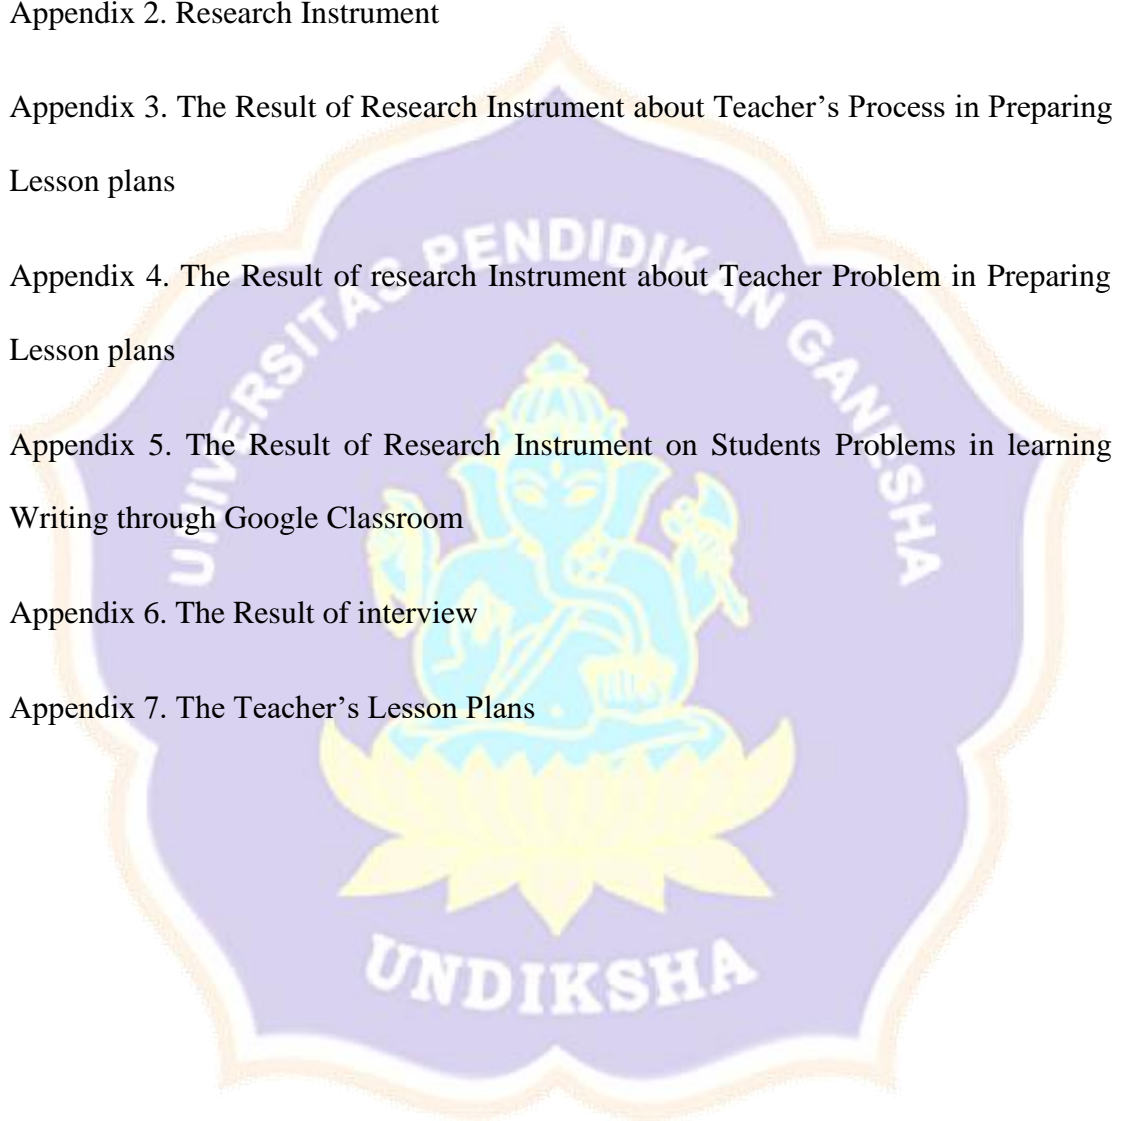 Appendix 2. Research Instrument
Appendix 3. The Result of Research Instrument about Teacher's Process in Preparing
Lesson plans
Appendix 4. The Result of research Instrument about Teacher Problem in Preparing
Lesson plans
Appendix 5. The Result of Research Instrument on Students Problems in learning
Writing through Google Classroom
Appendix 6. The Result of interview
Appendix 7. The Teacher's Lesson Plans
UNIVERSITAS PENDIDIKAN GANESHA
UNDIKSHA